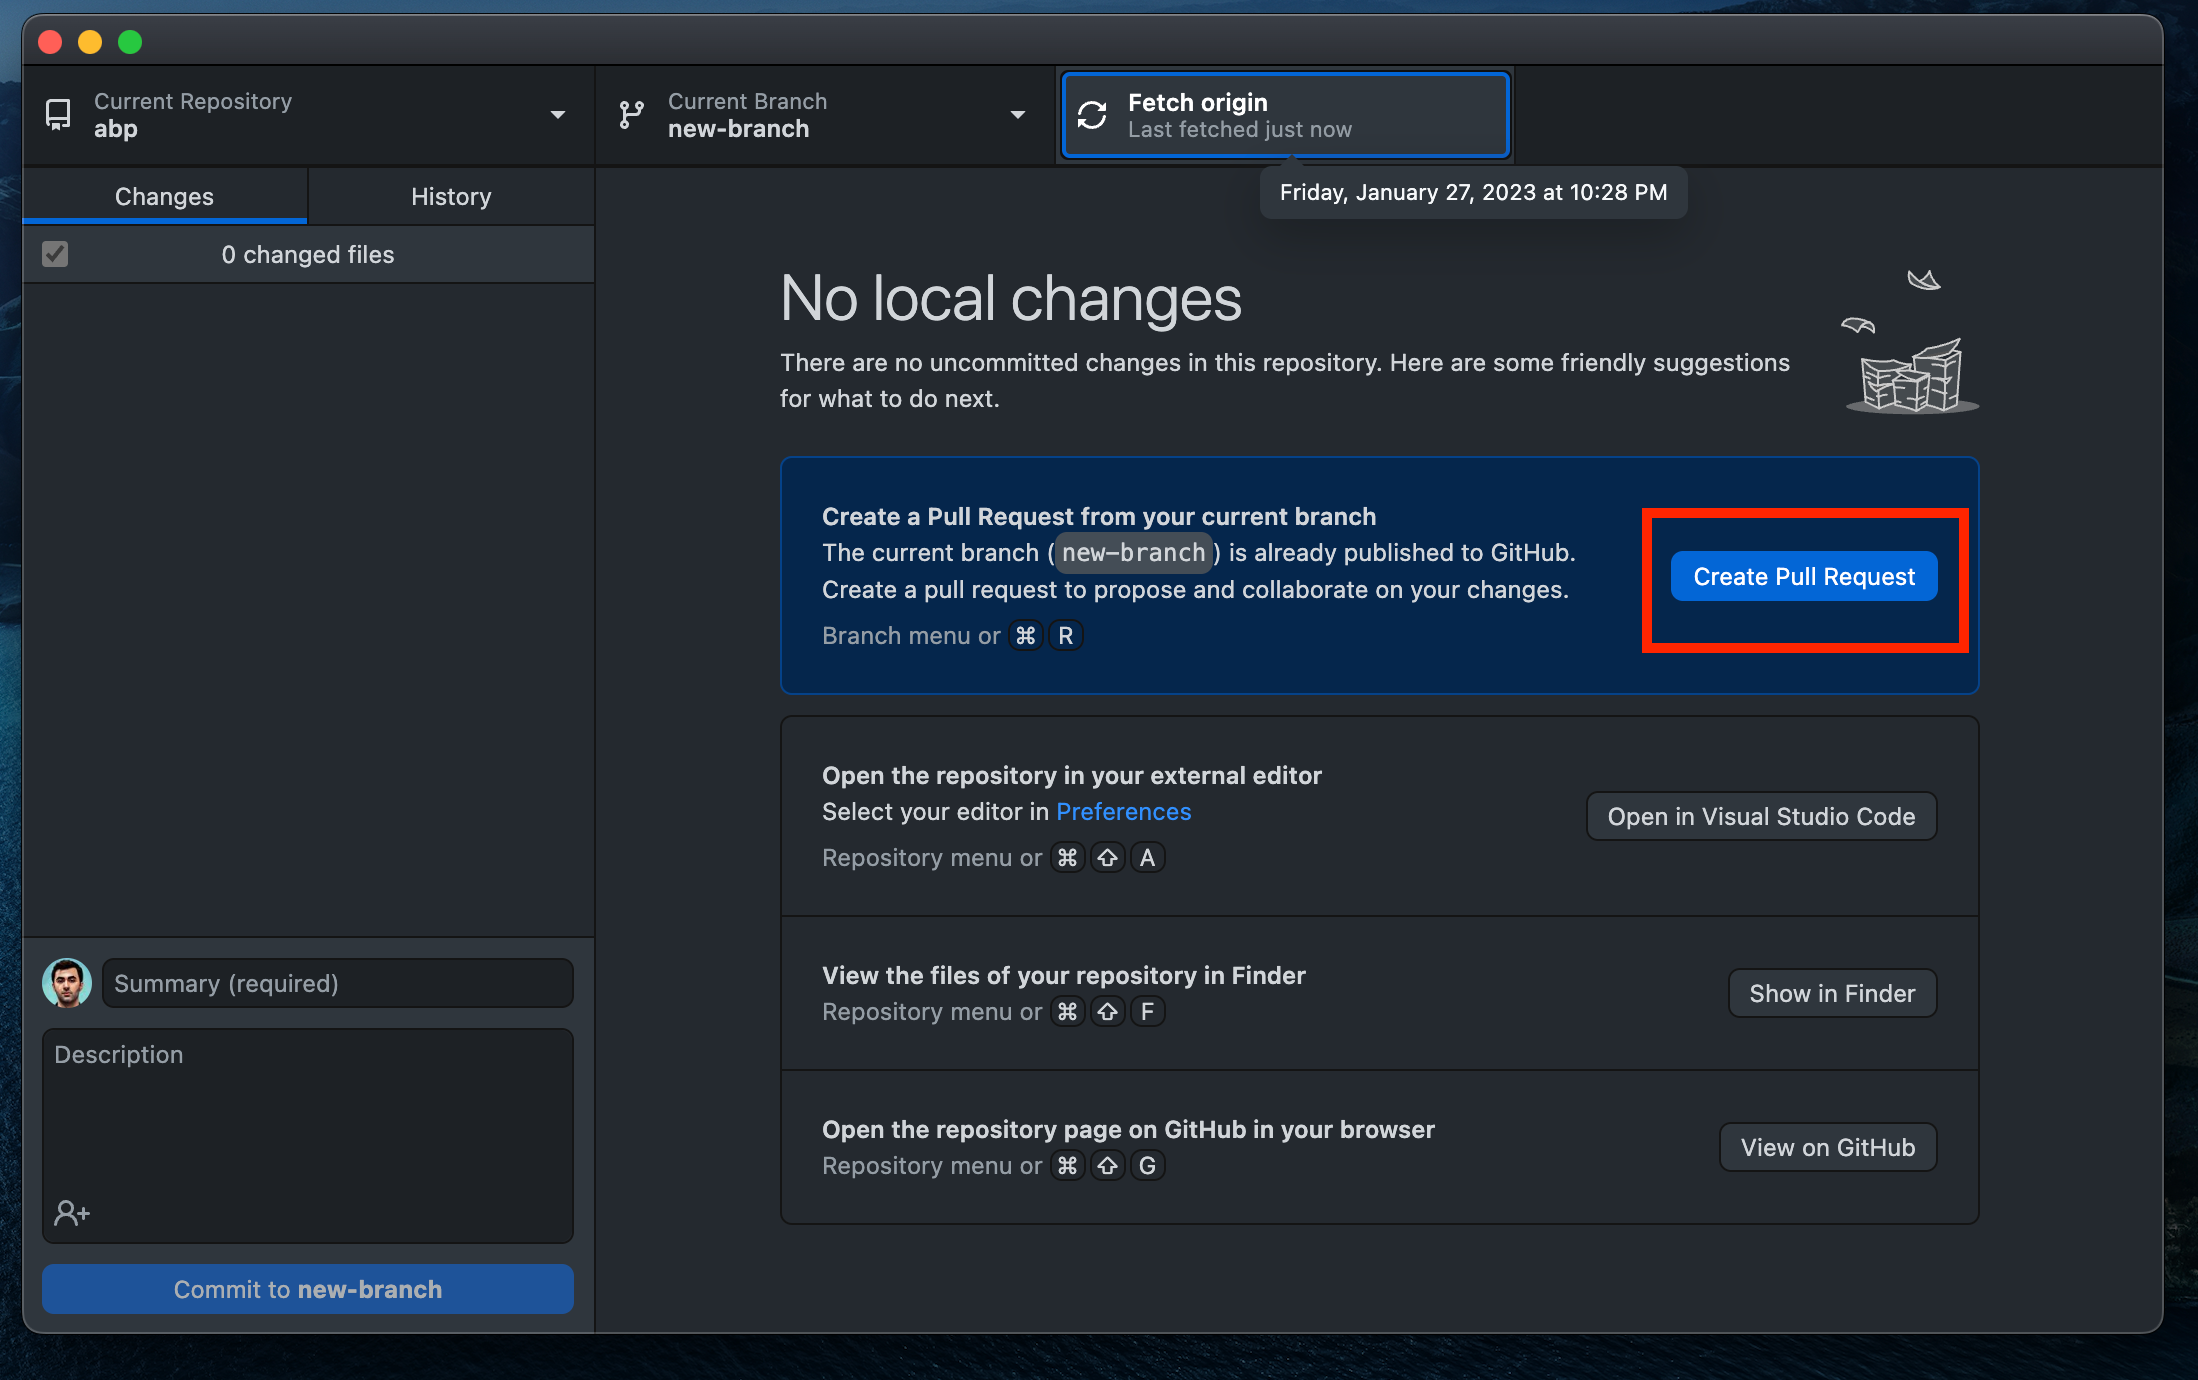 Current Repository
abp
Current Branch
new-branch
Fetch origin
Last fetched just now
Friday, January 27, 2023 at 10:28 PM
Changes
History
0 changed files
No local changes
There are no uncommitted changes in this repository. Here are some friendly suggestions
for what to do next.
Create a Pull Request from your current branch
The current branch (new-branch) is already published to GitHub.
Create a pull request to propose and collaborate on your changes.
Branch menu or ⌘ R
Create Pull Request
Open the repository in your external editor
Select your editor in Preferences
Repository menu or ⌘ ⇧ A
Open in Visual Studio Code
View the files of your repository in Finder
Repository menu or ⌘ ⇧ F
Show in Finder
Open the repository page on GitHub in your browser
Repository menu or ⌘ ⇧ G
View on GitHub
Summary (required)
Description
Commit to new-branch